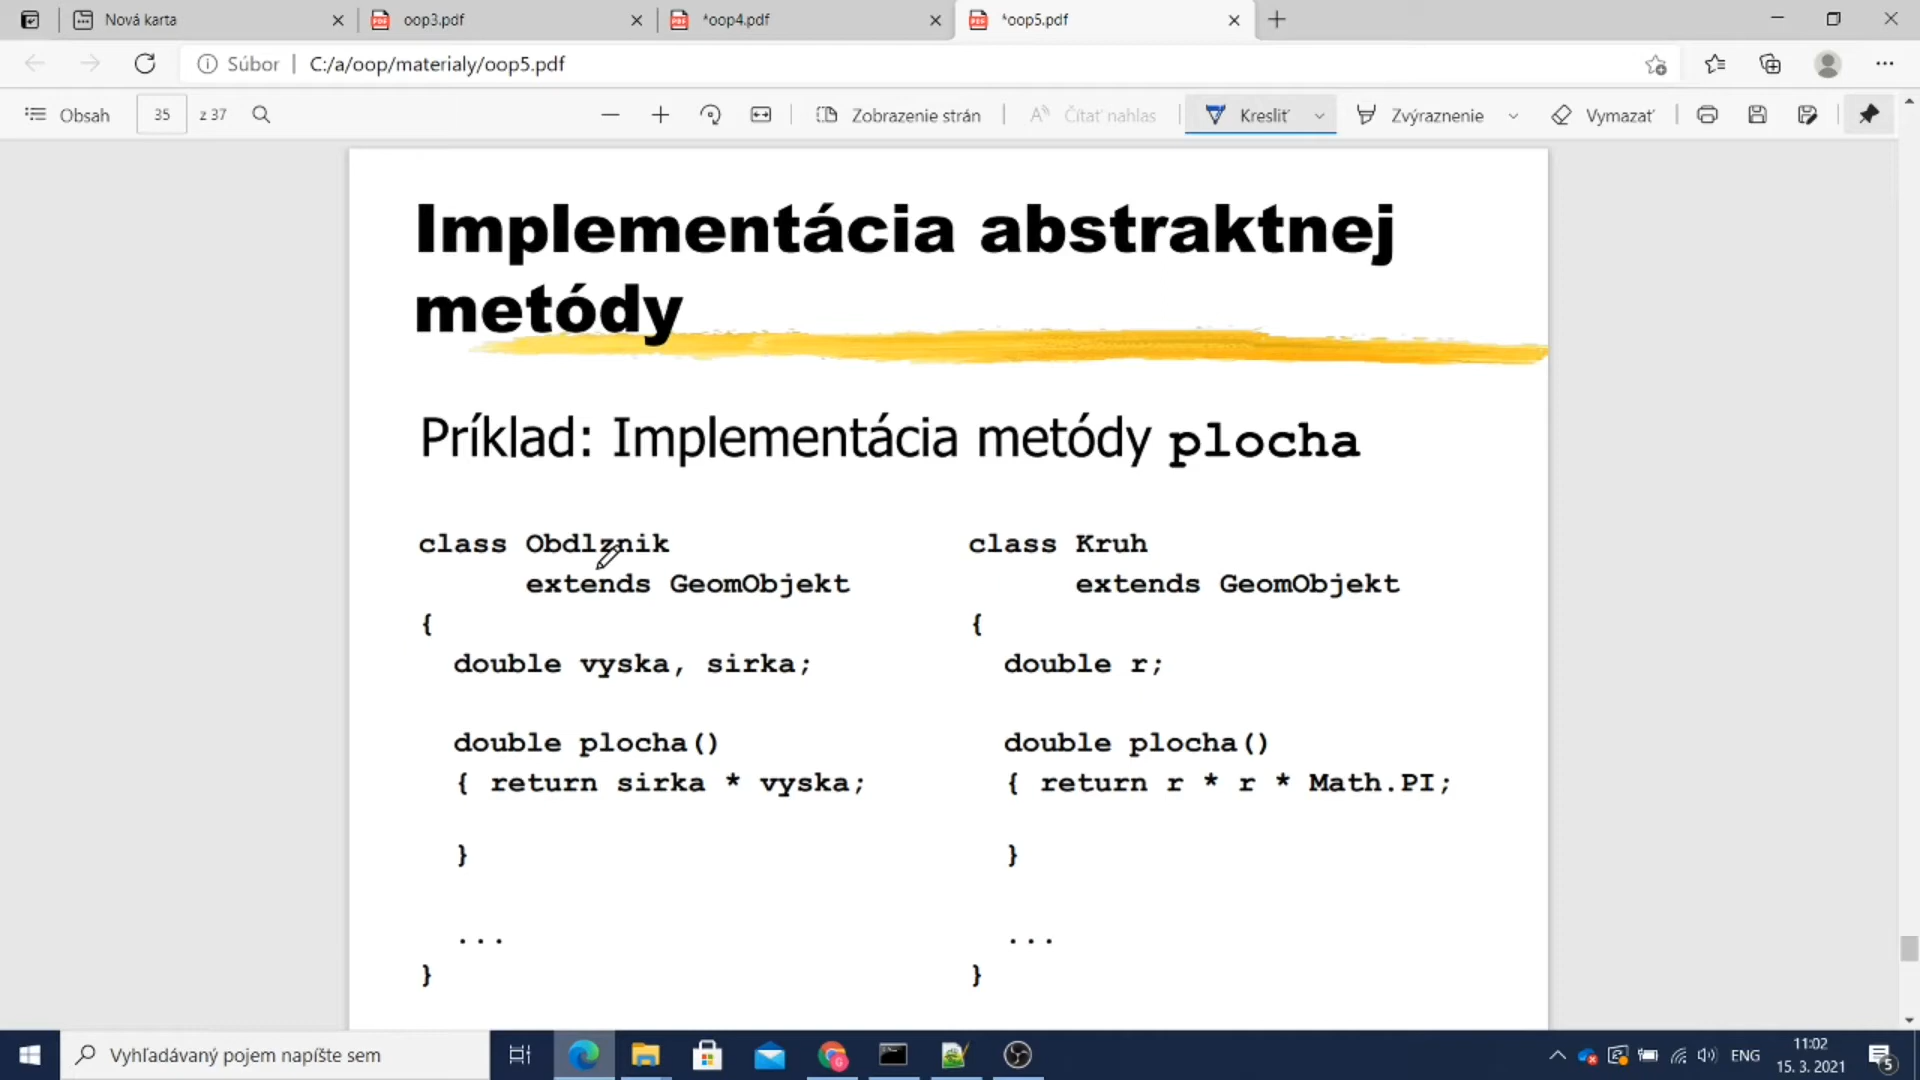 Nová karta
oop3.pdf
*oop4.pdf
*oop5.pdf
Súbor
C:/a/oop/materialy/oop5.pdf
Obsah
35
z 37
Zobrazenie strán
Čítať nahlas
Kresliť
Zvýraznenie
Vymazať
Implementácia abstraktnej
metódy
Príklad: Implementácia metódy plocha
class Obdlznik
extends GeomObjekt
{
double vyska, sirka;
double plocha()
{ return sirka * vyska;
}
...
}
class Kruh
extends GeomObjekt
{
double r;
double plocha()
{ return r * r * Math.PI;
}
...
}
Vyhľadávaný pojem napíšte sem
ENG
11:02
15. 3. 2021
5